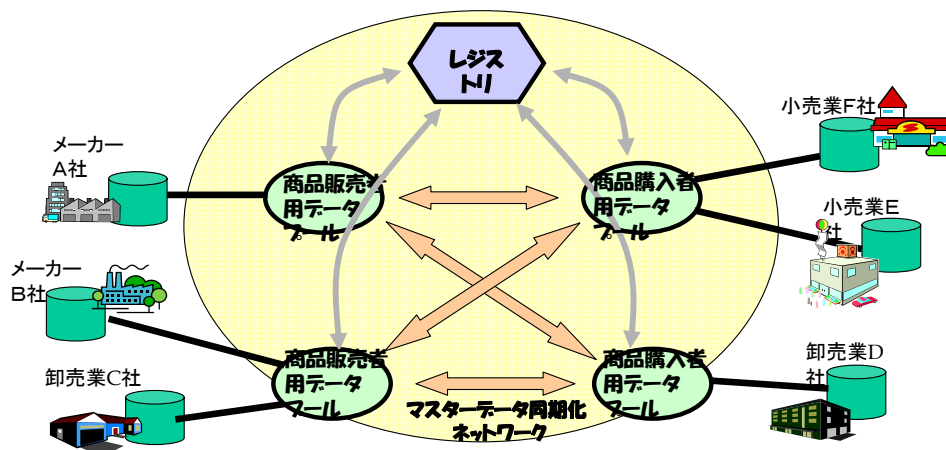 レジス
トリ
小売業F社
メーカー
A社
商品販売者
用データ
プール
商品購入者
用データ
プール
小売業E
社
メーカー
B社
商品販売者
用データ
プール
商品購入者
用データ
プール
卸売業D
社
卸売業C社
マスターデータ同期化
ネットワーク